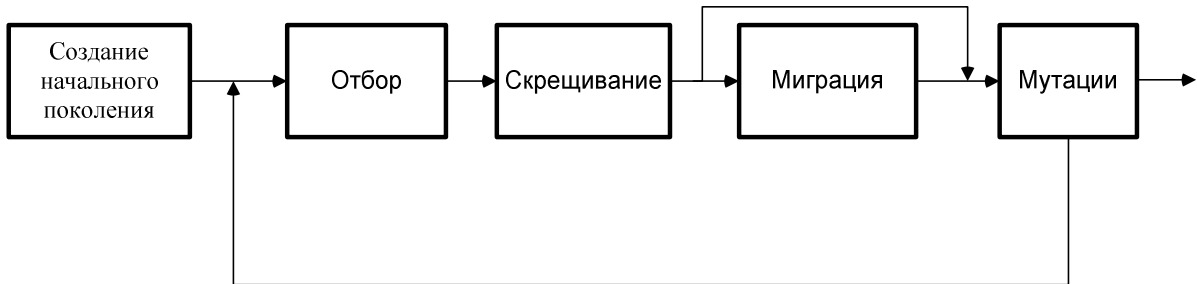 Создание
начального
поколения
Отбор
Скрещивание
Миграция
Мутации